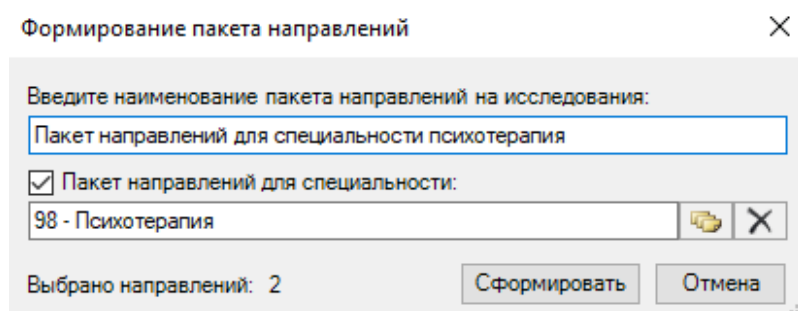 Формирование пакета направлений
Введите наименование пакета направлений на исследования:
Пакет направлений для специальности психотерапия
Пакет направлений для специальности:
98 - Психотерапия
Выбрано направлений: 2 Сформировать Отмена